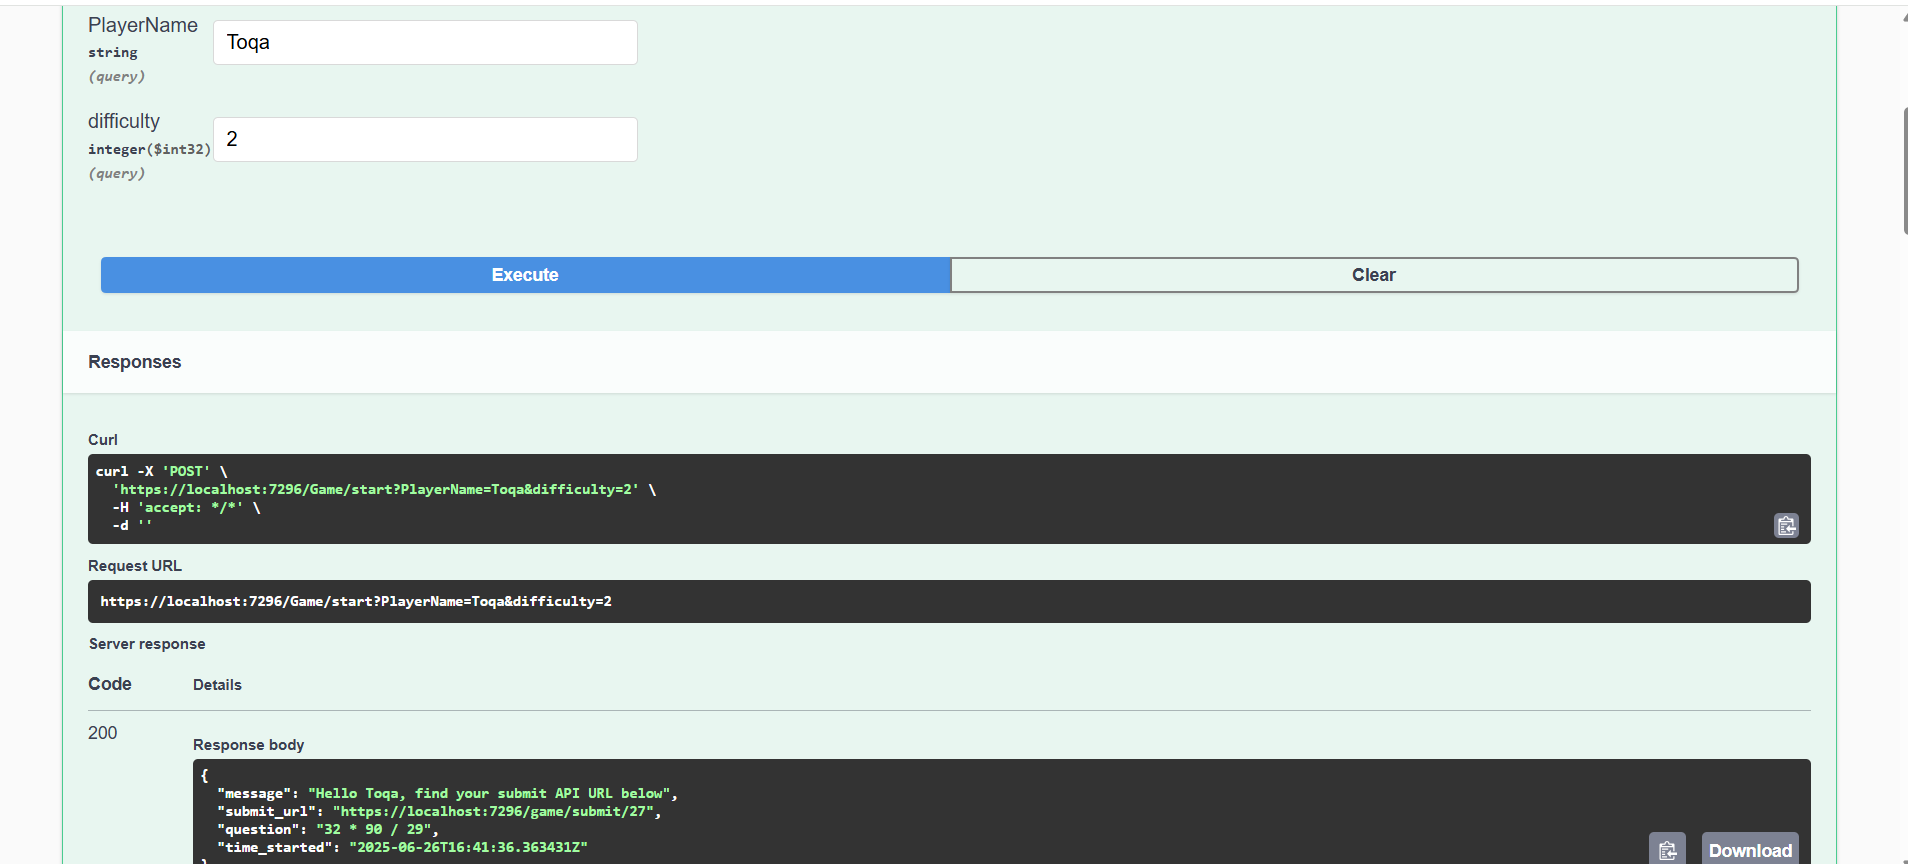 PlayerName
string
(query)
Toqa
difficulty
integer($int32)
(query)
2
Execute
Clear
Responses
Curl
curl -X 'POST' \
  'https://localhost:7296/Game/start?PlayerName=Toqa&difficulty=2' \
  -H 'accept: */*' \
  -d ''
Request URL
https://localhost:7296/Game/start?PlayerName=Toqa&difficulty=2
Server response
Code
Details
200
Response body
{
  "message": "Hello Toqa, find your submit API URL below",
  "submit_url": "https://localhost:7296/game/submit/27",
  "question": "32 * 90 / 29",
  "time_started": "2025-06-26T16:41:36.363431Z"
}
Download